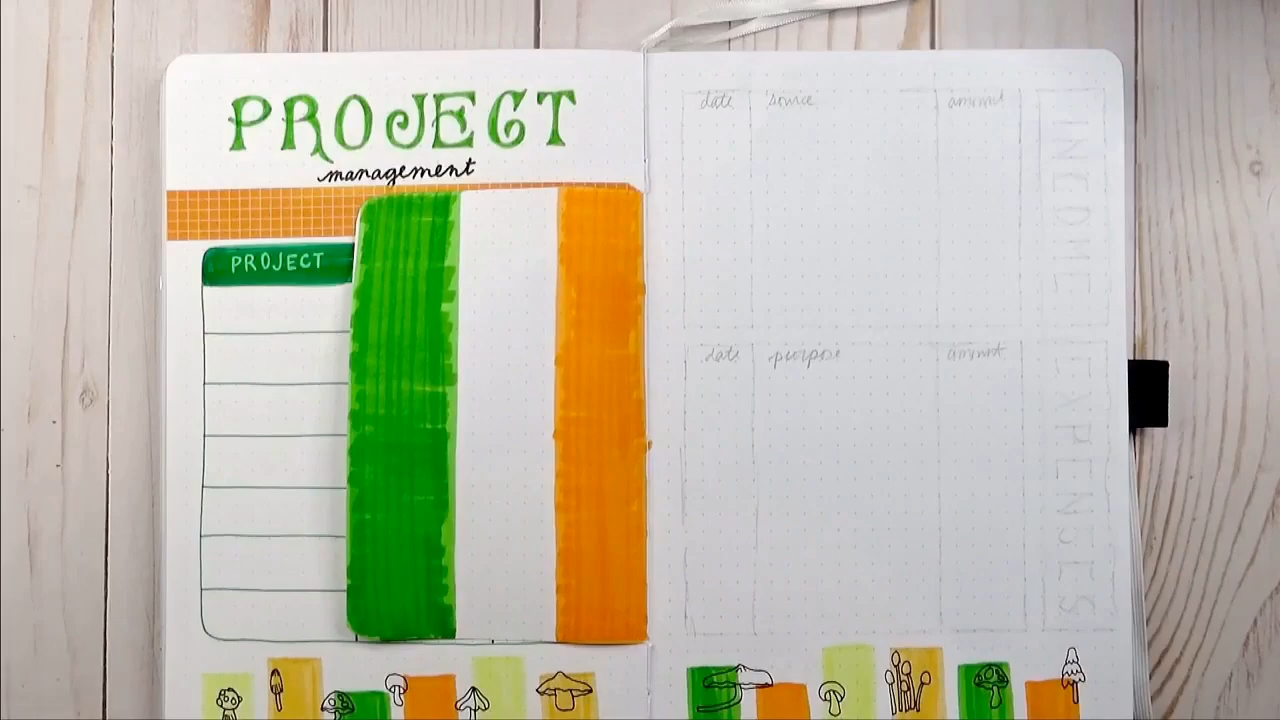 PROJECT
management
PROJECT
date source amount
INCOME
date purpose amount
EXPENSES